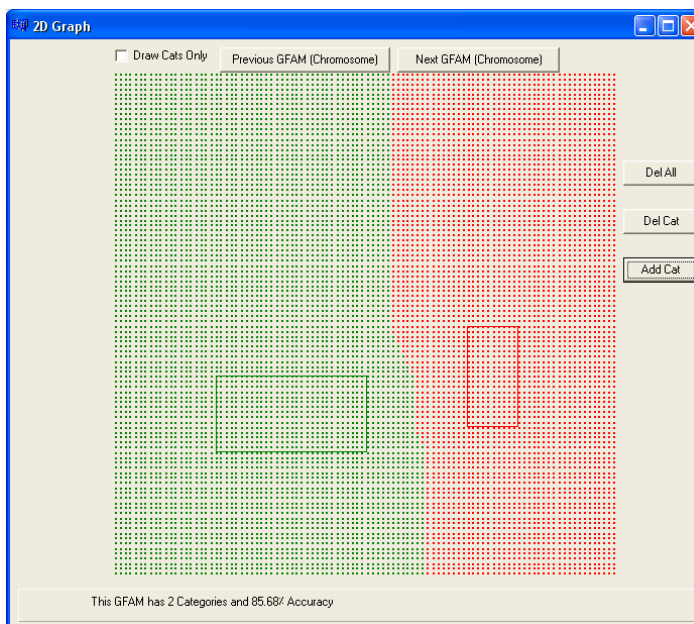 2D Graph
Draw Cats Only
Previous GFAM (Chromosome)
Next GFAM (Chromosome)
Del All
Del Cat
Add Cat
This GFAM has 2 Categories and 85.68% Accuracy